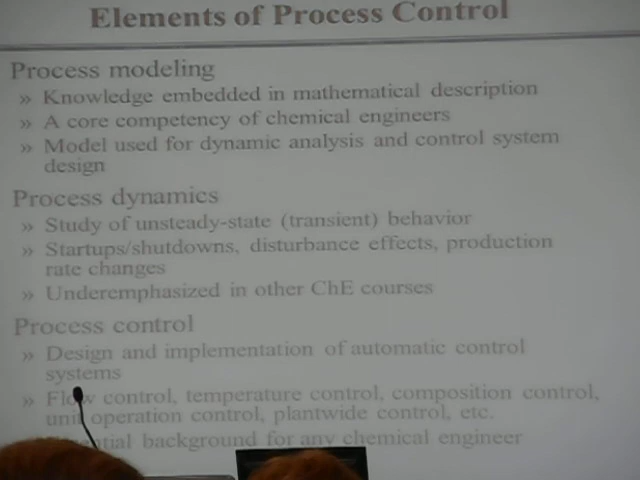 Elements of Process Control
Process modeling
» Knowledge embedded in mathematical description
» A core competency of chemical engineers
» Model used for dynamic analysis and control system
design
Process dynamics
» Study of unsteady-state (transient) behavior
» Startups/shutdowns, disturbance effects, production
rate changes
» Underemphasized in other ChE courses
Process control
» Design and implementation of automatic control
systems
» Flow control, temperature control, composition control,
unit operation control, plantwide control, etc.
background for any chemical engineer